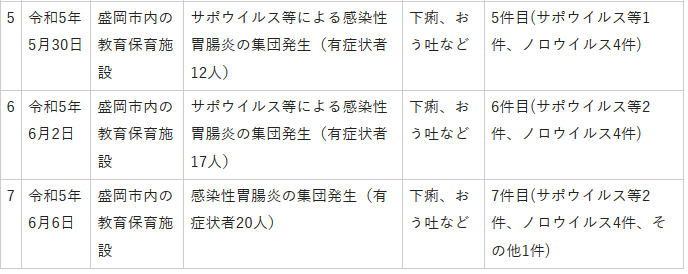 5
令和5年
5月30日
盛岡市内の
教育保育施
設
サポウイルス等による感染性
胃腸炎の集団発生（有症状者
12人）
下痢、お
う吐など
5件目(サポウイルス等1
件、ノロウイルス4件)
6
令和5年
6月2日
盛岡市内の
教育保育施
設
サポウイルス等による感染性
胃腸炎の集団発生（有症状者
17人）
下痢、お
う吐など
6件目(サポウイルス等2
件、ノロウイルス4件)
7
令和5年
6月6日
盛岡市内の
教育保育施
設
感染性胃腸炎の集団発生（有
症状者20人）
下痢、お
う吐など
7件目(サポウイルス等2
件、ノロウイルス4件、そ
の他1件)